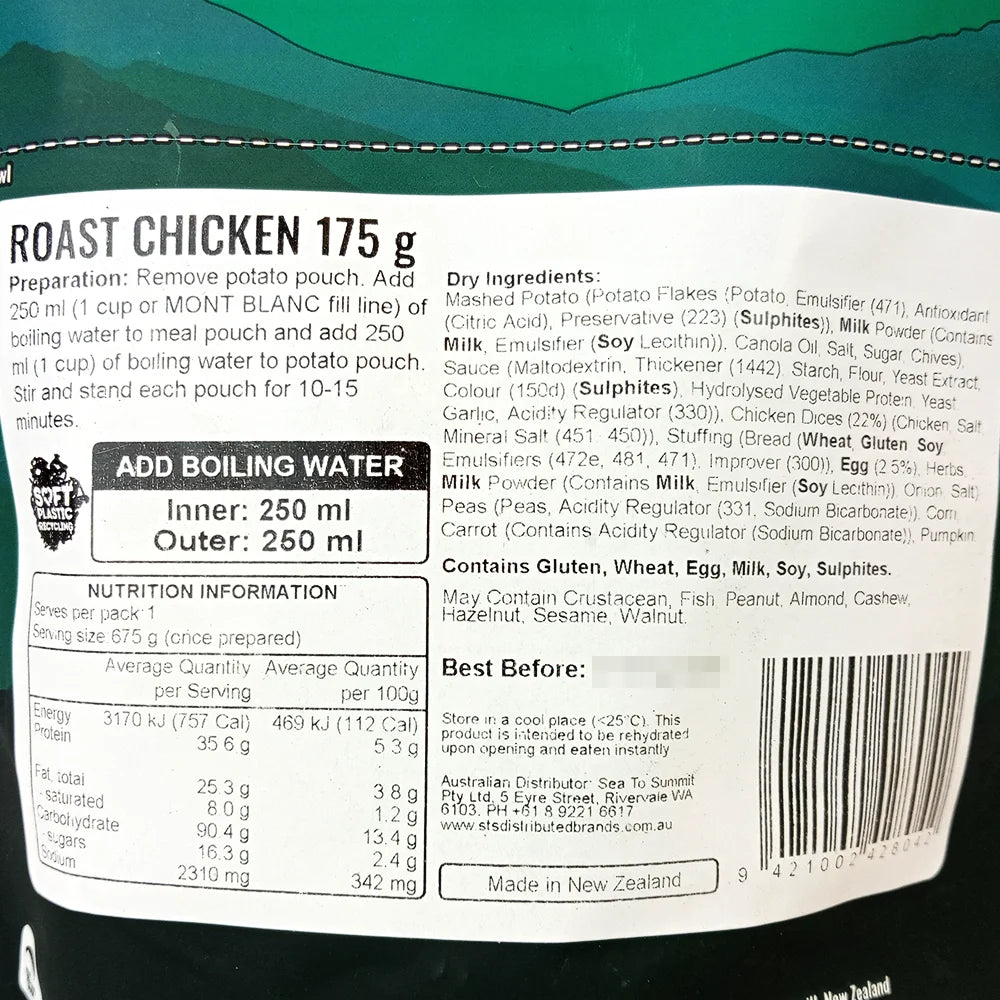 wl
ROAST CHICKEN 175 g
Preparation: Remove potato pouch. Add
250 ml (1 cup or MONT BLANC fill line) of
boiling water to meal pouch and add 250
ml (1 cup) of boiling water to potato pouch.
Stir and stand each pouch for 10-15
minutes.
SOFT
PLASTIC
RECYCLING
ADD BOILING WATER
Inner: 250 ml
Outer: 250 ml
NUTRITION INFORMATION
Serves per pack: 1
Serving size: 675 g (once prepared)
Average Quantity Average Quantity
per Serving per 100g
Energy 3170 kJ (757 Cal) 469 kJ (112 Cal)
Protein 35.6 g 5.3 g
Fat, total 25.3 g 3.8 g
- saturated 8.0 g 1.2 g
Carbohydrate 90.4 g 13.4 g
- sugars 16.3 g 2.4 g
Sodium 2310 mg 342 mg
Dry Ingredients:
Mashed Potato (Potato Flakes (Potato, Emulsifier (471), Antioxidant
(Citric Acid), Preservative (223) (Sulphites)), Milk Powder (Contains
Milk, Emulsifier (Soy Lecithin)), Canola Oil, Salt, Sugar, Chives),
Sauce (Maltodextrin, Thickener (1442), Starch, Flour, Yeast Extract,
Colour (150d) (Sulphites), Hydrolysed Vegetable Protein, Yeast
Garlic, Acidity Regulator (330)), Chicken Dices (22%) (Chicken, Salt
Mineral Salt (451, 450)), Stuffing (Bread (Wheat, Gluten, Soy
Emulsifiers (472e, 481, 471), Improver (300)), Egg (2.5%), Herbs,
Milk Powder (Contains Milk, Emulsifier (Soy Lecithin)), Onion, Salt)
Peas (Peas, Acidity Regulator (331, Sodium Bicarbonate)), Corn,
Carrot (Contains Acidity Regulator (Sodium Bicarbonate)), Pumpkin.
Contains Gluten, Wheat, Egg, Milk, Soy, Sulphites.
May Contain Crustacean, Fish, Peanut, Almond, Cashew,
Hazelnut, Sesame, Walnut.
Best Before:
Store in a cool place (<25°C). This
product is intended to be rehydrated
upon opening and eaten instantly
Australian Distributor: Sea To Summit
Pty Ltd, 5 Eyre Street, Rivervale WA
6103. PH +61 8 9221 6617
www.stsdistributedbrands.com.au
Made in New Zealand
9 421002 428042
New Zealand